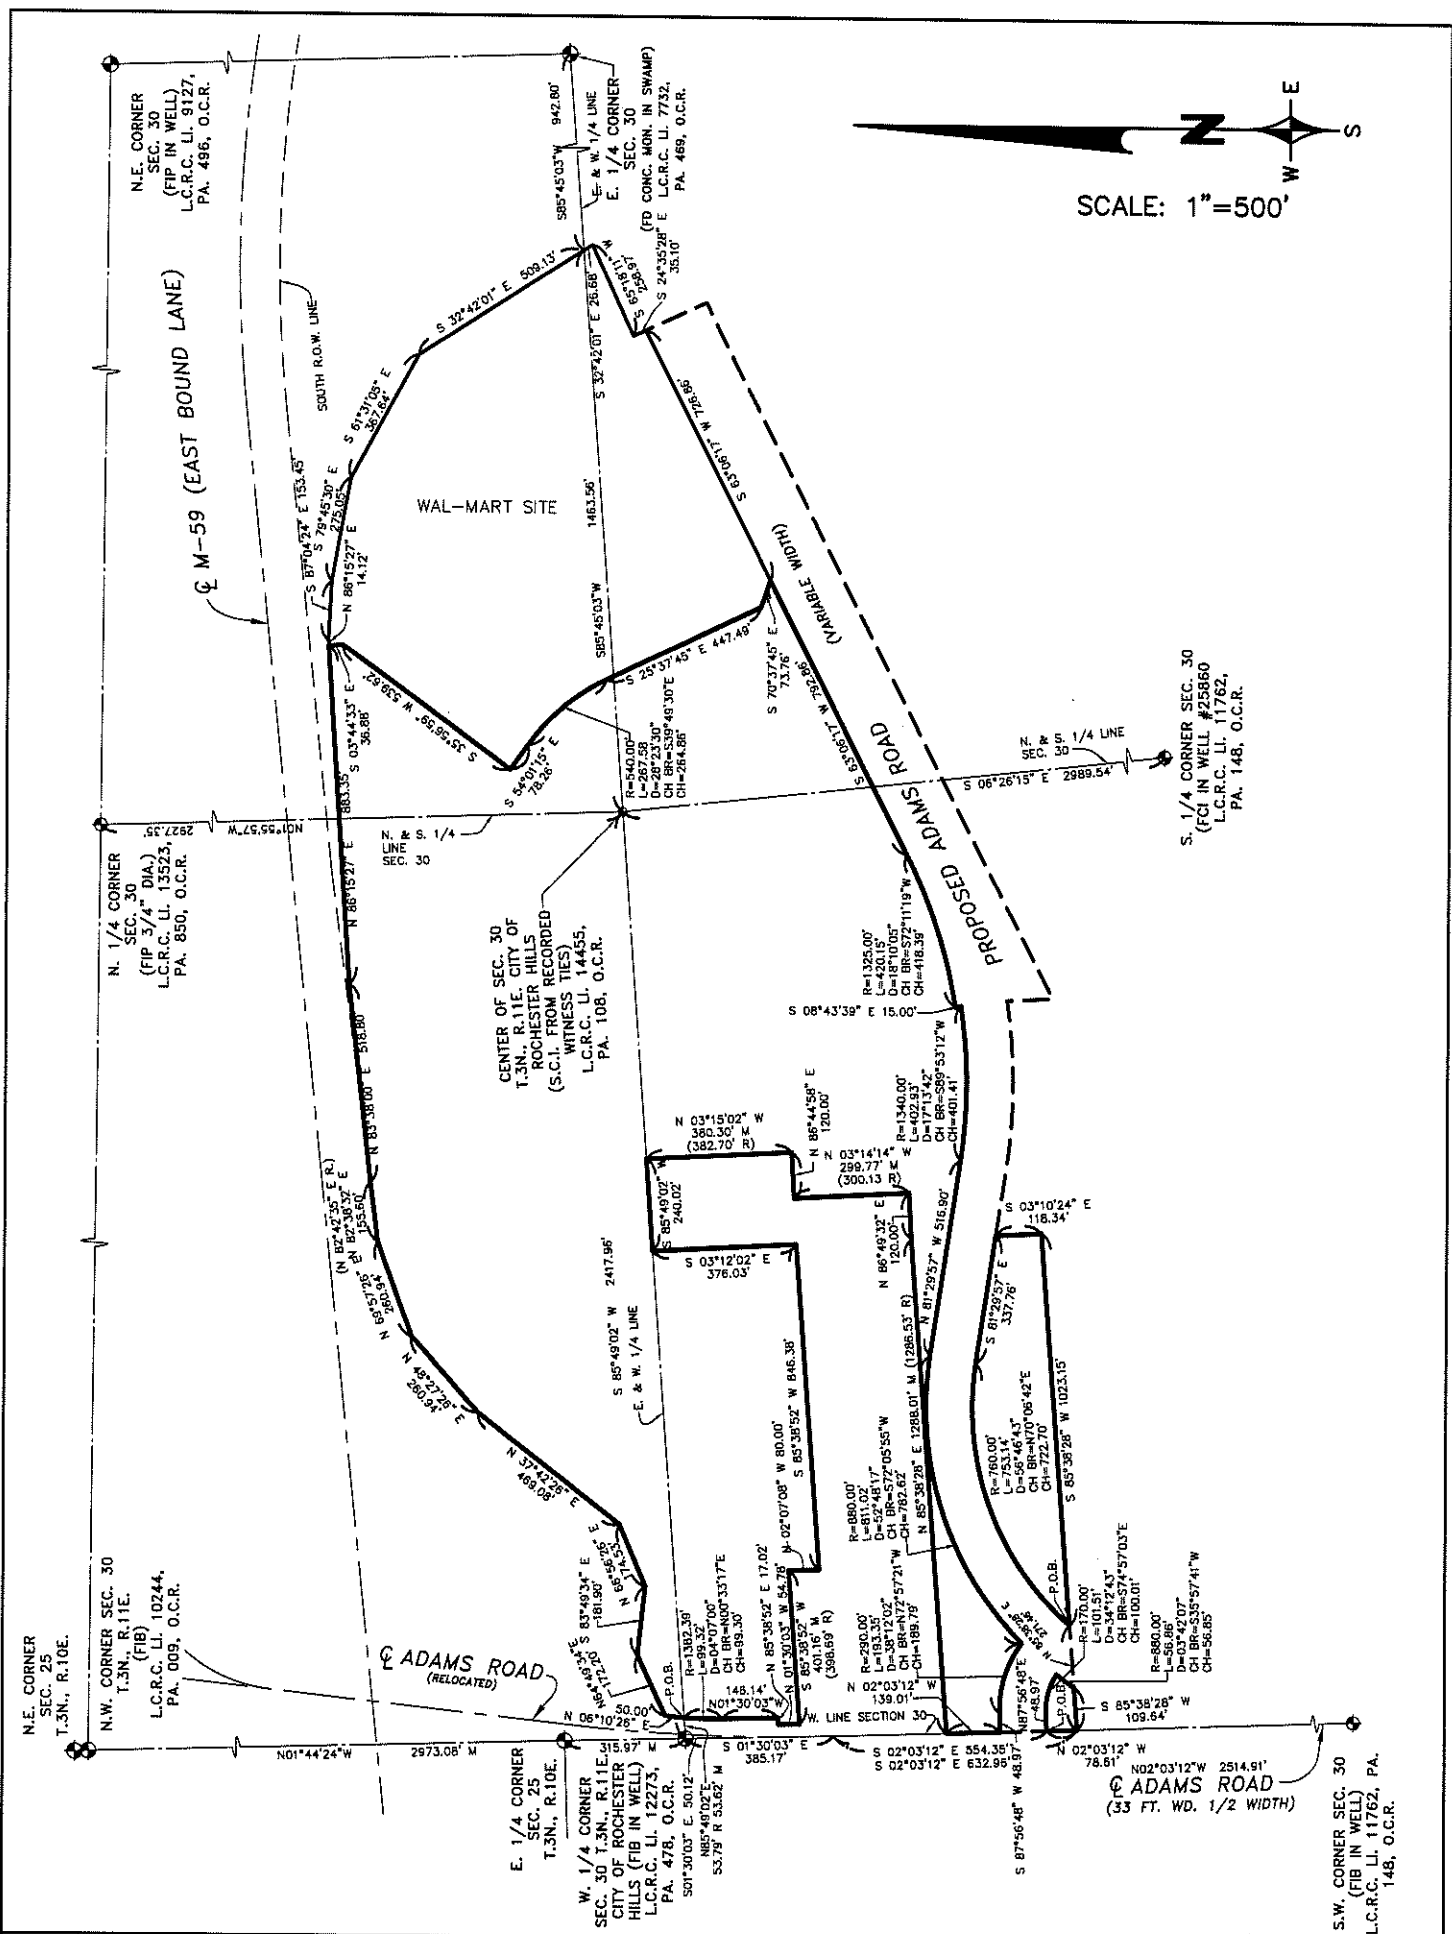 N.E. CORNER
SEC. 30
(FIP IN WELL)
L.C.R.C. LI. 9127,
PA. 496, O.C.R.
942.80'
S85°45'03"W
E. & W. 1/4 LINE
E. 1/4 CORNER
SEC. 30
(FD CONC. MON. IN SWAMP)
L.C.R.C. LI. 7732,
PA. 469, O.C.R.
N
W
E
S
SCALE: 1"=500'
℄ M-59 (EAST BOUND LANE)
SOUTH R.O.W. LINE
S 32°42'01" E 509.13'
S 32°42'01" E 26.68'
S 65°18'11" W
258.97'
S 24°35'28" E
35.10'
S 61°31'05" E
367.64'
S 79°45'30" E
275.05'
S 87°04'24" E 153.45'
N 86°15'27" E
14.12'
WAL-MART SITE
1463.56'
S85°45'03"W
S 63°06'17" W 726.86'
(VARIABLE WIDTH)
S 03°44'33" E
36.88'
S 35°56'59" W 539.62'
S 54°01'15" E
78.26'
R=540.00'
L=267.58
D=28°23'30"
CH BR=S39°49'30"E
CH=264.86'
S 25°37'45" E 447.49'
S 70°37'45" E
73.76'
S 63°06'17" W 792.86'
PROPOSED ADAMS ROAD
N. & S. 1/4 LINE
SEC. 30
S 06°26'15" E 2989.54'
S. 1/4 CORNER SEC. 30
(FCI IN WELL #25860
L.C.R.C. LI. 11762,
PA. 148, O.C.R.
N. 1/4 CORNER
SEC. 30
(FIP 3/4" DIA.)
L.C.R.C. LI. 13523,
PA. 850, O.C.R.
2927.35'
N01°55'57"W
N. & S. 1/4
LINE
SEC. 30
N 86°15'27" E 883.35'
CENTER OF SEC. 30
T.3N., R.11E. CITY OF
ROCHESTER HILLS
(S.C.I. FROM RECORDED
WITNESS TIES)
L.C.R.C. LI. 14455,
PA. 108, O.C.R.
R=1325.00'
L=420.15'
D=18°10'05"
CH BR=S72°11'19"W
CH=418.39'
S 08°43'39" E 15.00'
N 83°38'00" E 518.80'
(N 82°42'35" E R.)
N 82°38'32" E
155.60'
N 69°57'26" E
260.94'
N 48°27'26" E
260.94'
N 37°42'26" E
469.08'
N 66°56'26" E
174.53'
S 83°49'34" E
181.90'
N64°49'34"E
172.20'
N 03°15'02" W
380.30' M
(382.70' R)
N 86°44'58" E
120.00'
N 03°14'14" W
299.77' M
(300.13 R)
R=1340.00'
L=402.93'
D=17°13'42"
CH BR=S89°53'12"W
CH=401.41'
S 85°49'02" W
240.02'
S 03°12'02" E
376.03'
N 86°49'32" E
120.00'
N 81°29'57" W 516.90'
S 03°10'24" E
118.34'
S 81°29'57" E
337.76'
S 85°49'02" W 2417.96'
E. & W. 1/4 LINE
S 85°38'52" W 846.38'
N 02°07'08" W 80.00'
N 85°38'28" E 1288.01' M (1286.53' R)
R=880.00'
L=811.02'
D=52°48'17"
CH BR=S72°05'55"W
CH=782.62'
R=760.00'
L=753.14'
D=56°46'43"
CH BR=N70°06'42"E
CH=722.70'
S 85°38'28" W 1023.15'
P.O.B.
R=1382.39'
L=99.32'
D=04°07'00"
CH BR=N00°33'17"E
CH=99.30'
148.14'
N01°30'03"W
N 85°38'52" E 17.02'
N 01°30'03" W 54.78'
S 85°38'52" W
401.16' M
(398.69' R)
R=290.00'
L=193.35'
D=38°12'02"
CH BR=N72°57'21"W
CH=189.79'
N 02°03'12" W
139.01'
N 85°38'28" E
271.46'
P.O.B.
R=170.00'
L=101.51'
D=34°12'43"
CH BR=S74°57'03"E
CH=100.01'
R=880.00'
L=56.86'
D=03°42'07"
CH BR=S35°57'41"W
CH=56.85'
N87°56'48"E
48.97'
P.O.B.
S 85°38'28" W
109.64'
N.E. CORNER
SEC. 25
T.3N., R.10E.
N.W. CORNER SEC. 30
T.3N., R.11E.
(FIB)
L.C.R.C. LI. 10244,
PA. 009, O.C.R.
℄ ADAMS ROAD
(RELOCATED)
50.00'
N 06°10'26" E
W. LINE SECTION 30
N01°44'24"W 2973.08' M
315.97' M
S 01°30'03" E
385.17'
S 02°03'12" E 554.35'
S 02°03'12" E 632.96'
N 02°03'12" W
78.61'
N02°03'12"W 2514.91'
E. 1/4 CORNER
SEC. 25
T.3N., R.10E.
W. 1/4 CORNER
SEC. 30 T.3N., R.11E.
CITY OF ROCHESTER
HILLS (FIB IN WELL)
L.C.R.C. LI. 12273,
PA. 478, O.C.R.
S01°30'03" E 50.12'
N85°49'02"E
53.79' R 53.62' M
S 87°56'48" W 48.97'
℄ ADAMS ROAD
(33 FT. WD. 1/2 WIDTH)
S.W. CORNER SEC. 30
(FIB IN WELL)
L.C.R.C. LI. 11762, PA.
148, O.C.R.